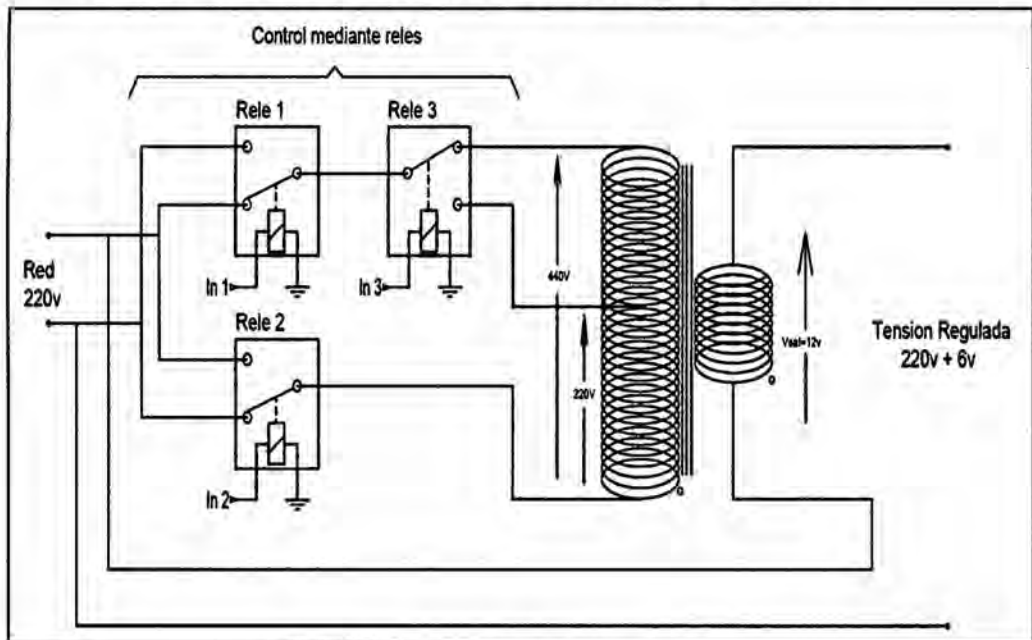 Control mediante reles
Rele 1
Rele 3
Red
220v
In 1
In 3
Rele 2
In 2
440V
220V
Vsal=12v
Tension Regulada
220v + 6v